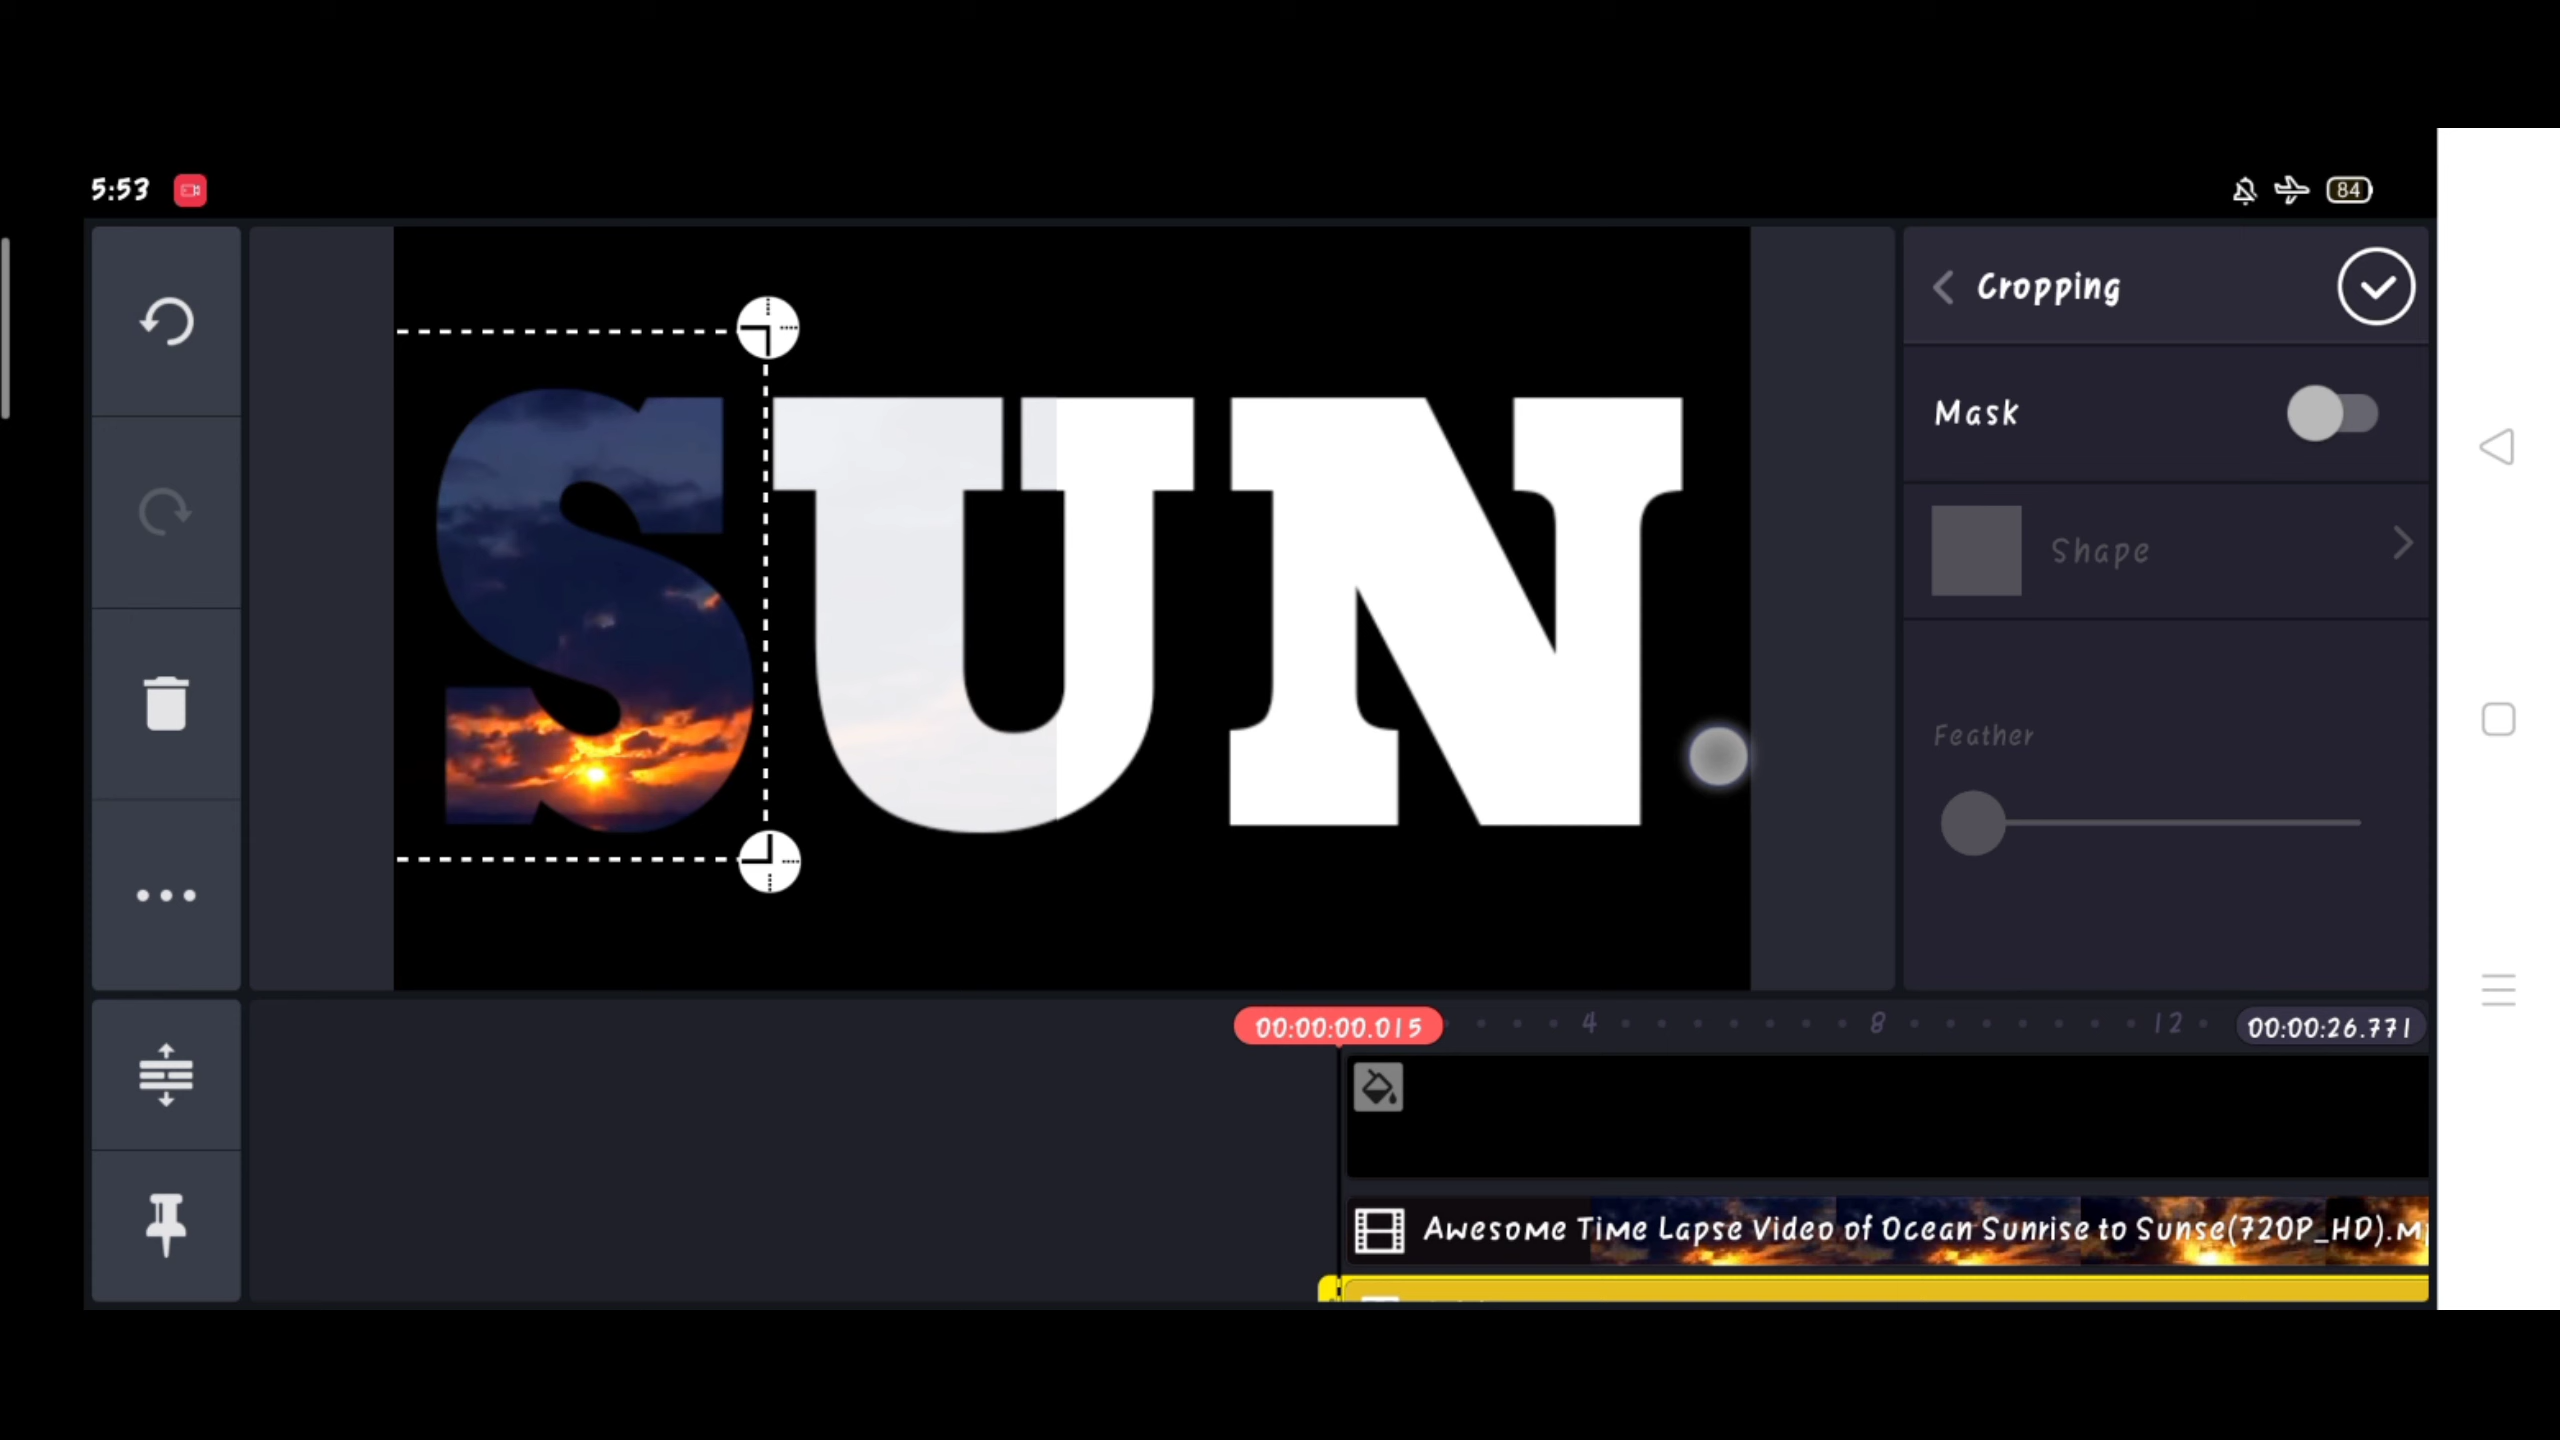 5:53
84
Cropping
SUN
Mask
Shape
Feather
00:00:00.015
4
8
12
00:00:26.771
Awesome Time Lapse Video of Ocean Sunrise to Sunse(720P_HD).m